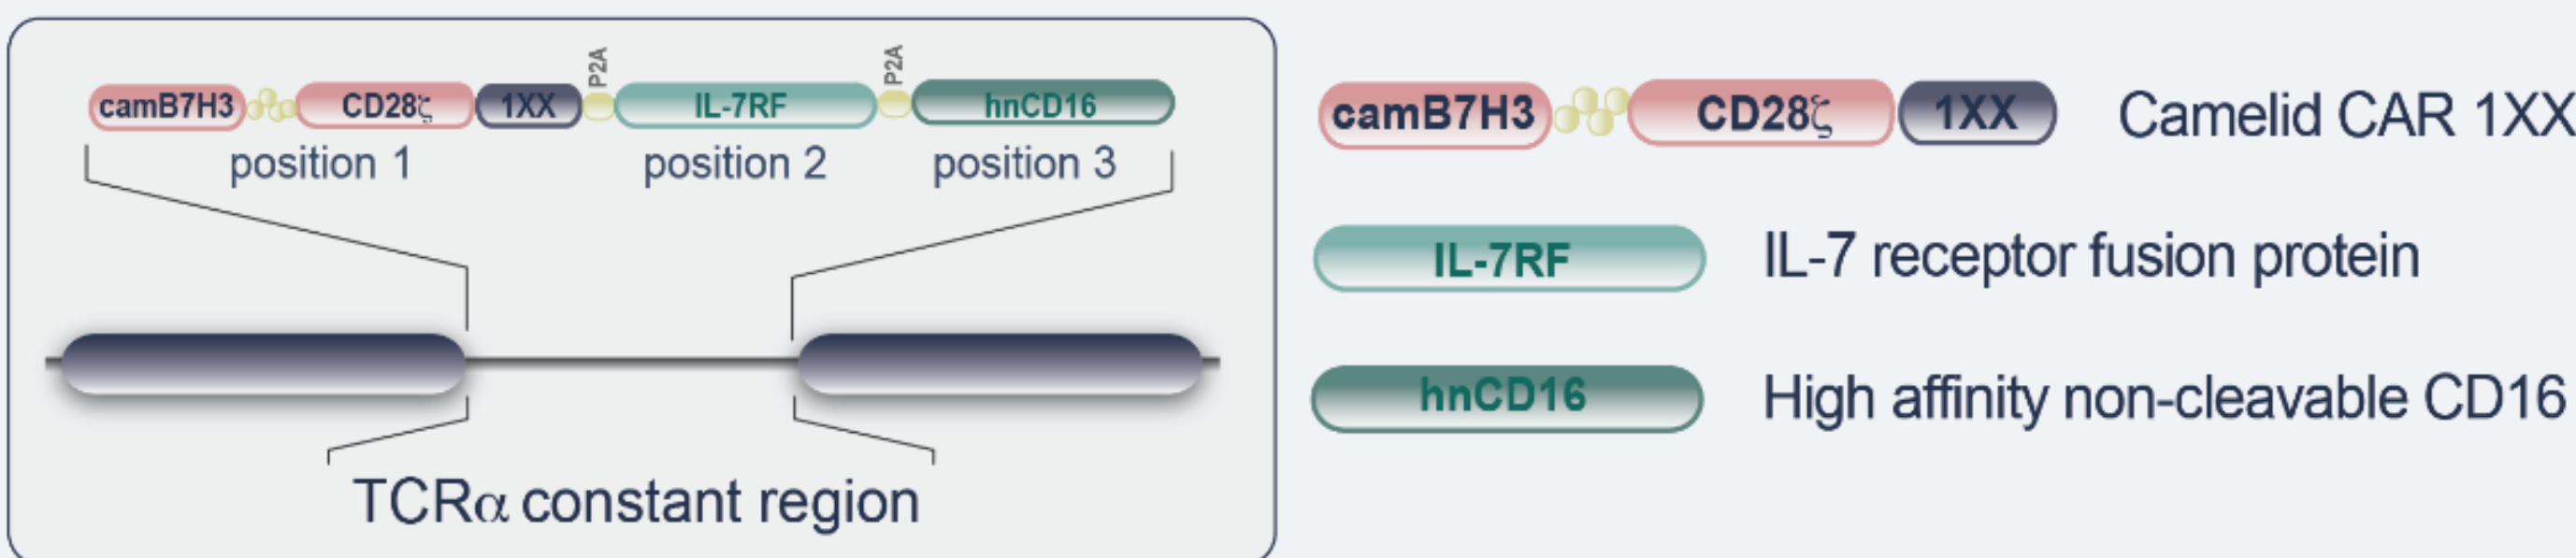 P2A
P2A
camB7H3 CD28ζ 1XX IL-7RF hnCD16
position 1 position 2 position 3
TCRα constant region
camB7H3 CD28ζ 1XX Camelid CAR 1XX
IL-7RF IL-7 receptor fusion protein
hnCD16 High affinity non-cleavable CD16